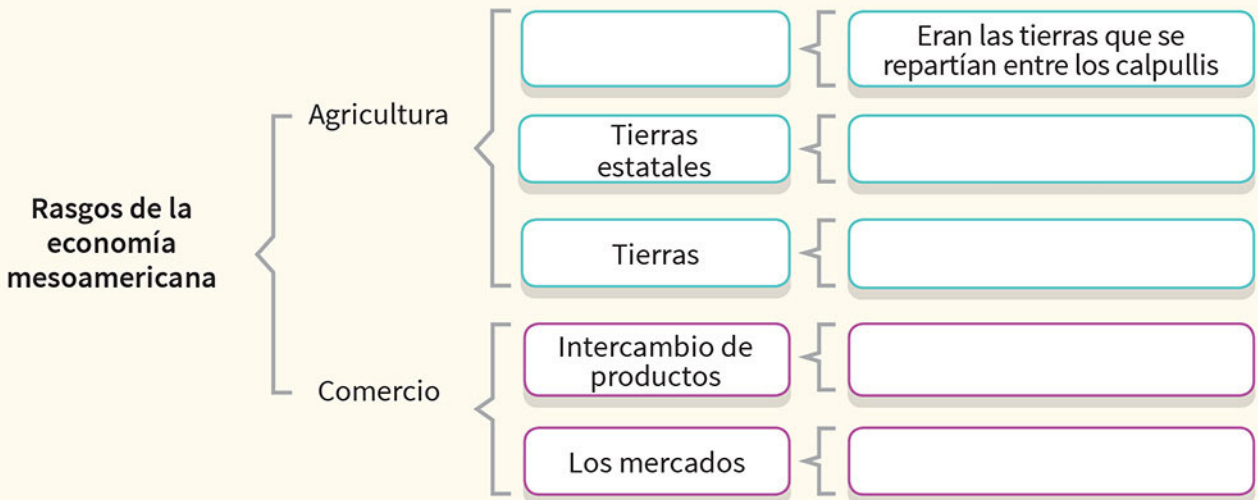 Eran las tierras que se
repartían entre los calpullis
Agricultura
Tierras
estatales
Rasgos de la
economía
mesoamericana
Tierras
Intercambio de
productos
Comercio
Los mercados